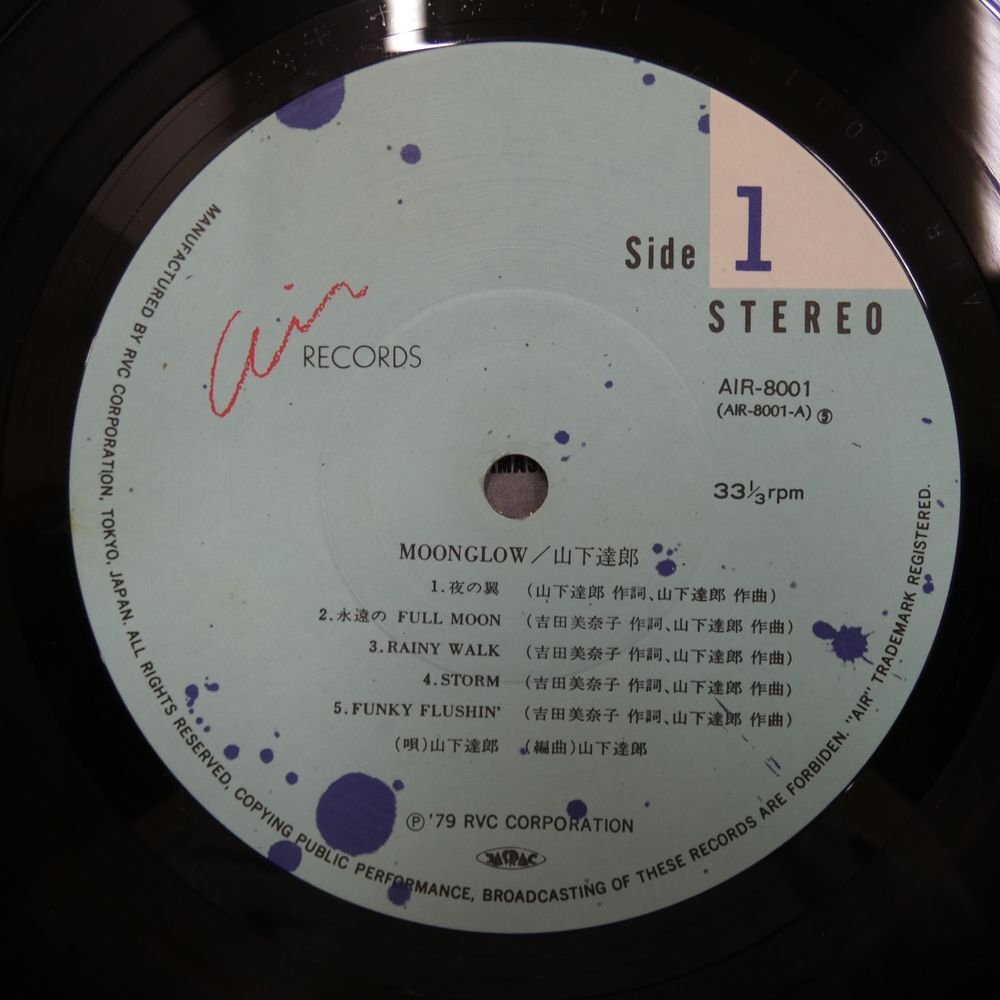 Side 1
STEREO
air RECORDS
AIR-8001
(AIR-8001-A) Ⓢ
33⅓rpm
MOONGLOW/山下達郎
1.夜の翼 (山下達郎 作詞、山下達郎 作曲)
2.永遠の FULL MOON (吉田美奈子 作詞、山下達郎 作曲)
3.RAINY WALK (吉田美奈子 作詞、山下達郎 作曲)
4.STORM (吉田美奈子 作詞、山下達郎 作曲)
5.FUNKY FLUSHIN' (吉田美奈子 作詞、山下達郎 作曲)
(唄)山下達郎 (編曲)山下達郎
Ⓟ '79 RVC CORPORATION
JASRAC
MANUFACTURED BY RVC CORPORATION, TOKYO, JAPAN. ALL RIGHTS RESERVED, COPYING PUBLIC PERFORMANCE, BROADCASTING OF THESE RECORDS ARE FORBIDEN. "AIR" TRADEMARK REGISTERED.